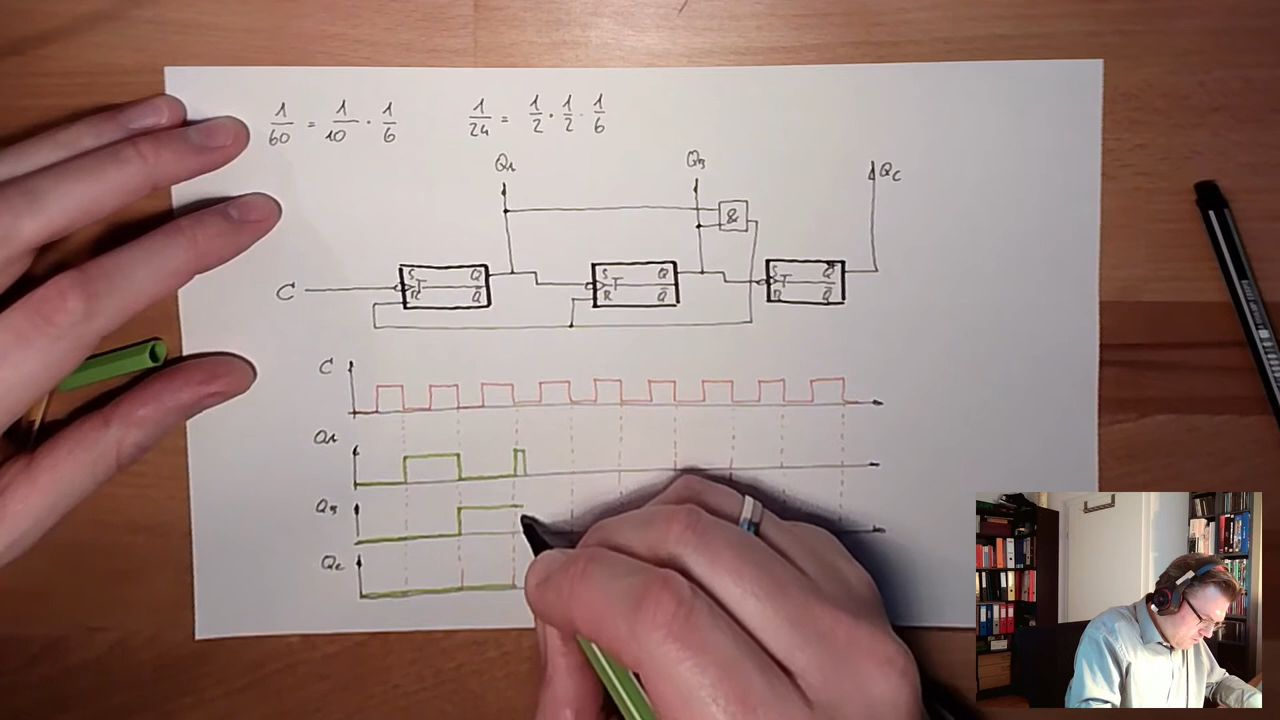 1/60 = 1/10 · 1/6
1/24 = 1/2 · 1/2 · 1/6
QA
QB
QC
&
C
S T Q
R Q̅
S T Q
R Q̅
S T Q
R Q̅
C
QA
QB
QC